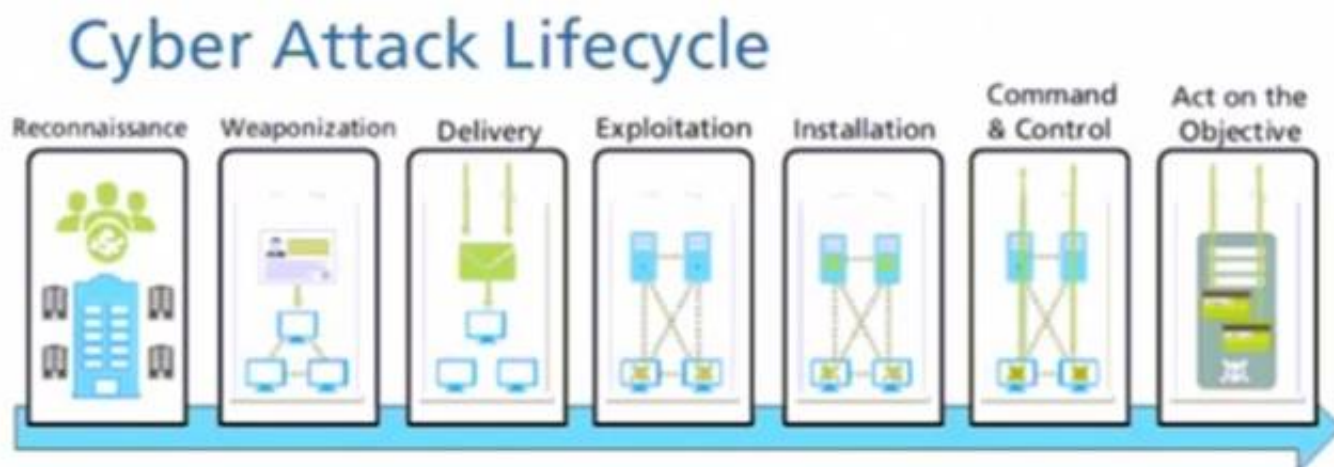 Cyber Attack Lifecycle
Reconnaissance
Weaponization
Delivery
Exploitation
Installation
Command
& Control
Act on the
Objective